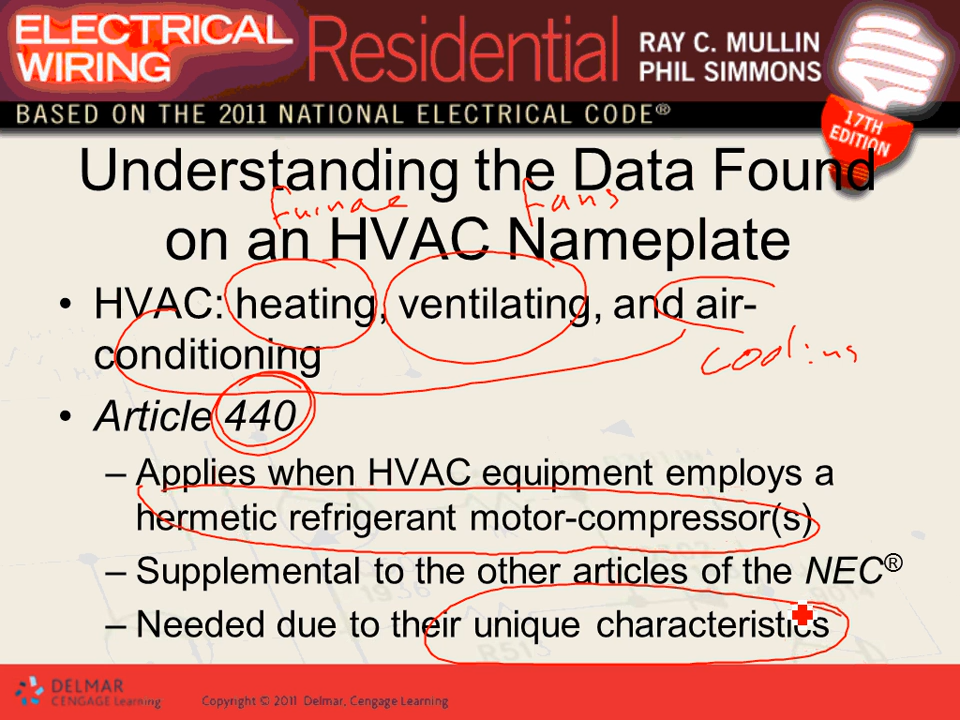 ELECTRICAL
WIRING
Residential
RAY C. MULLIN
PHIL SIMMONS
BASED ON THE 2011 NATIONAL ELECTRICAL CODE®
17TH
EDITION
Understanding the Data Found
Furnace Fans
on an HVAC Nameplate
• HVAC: heating, ventilating, and air-
conditioning
cooling
• Article 440
– Applies when HVAC equipment employs a
hermetic refrigerant motor-compressor(s)
– Supplemental to the other articles of the NEC®
– Needed due to their unique characteristics
DELMAR
CENGAGE Learning
Copyright © 2011 Delmar, Cengage Learning